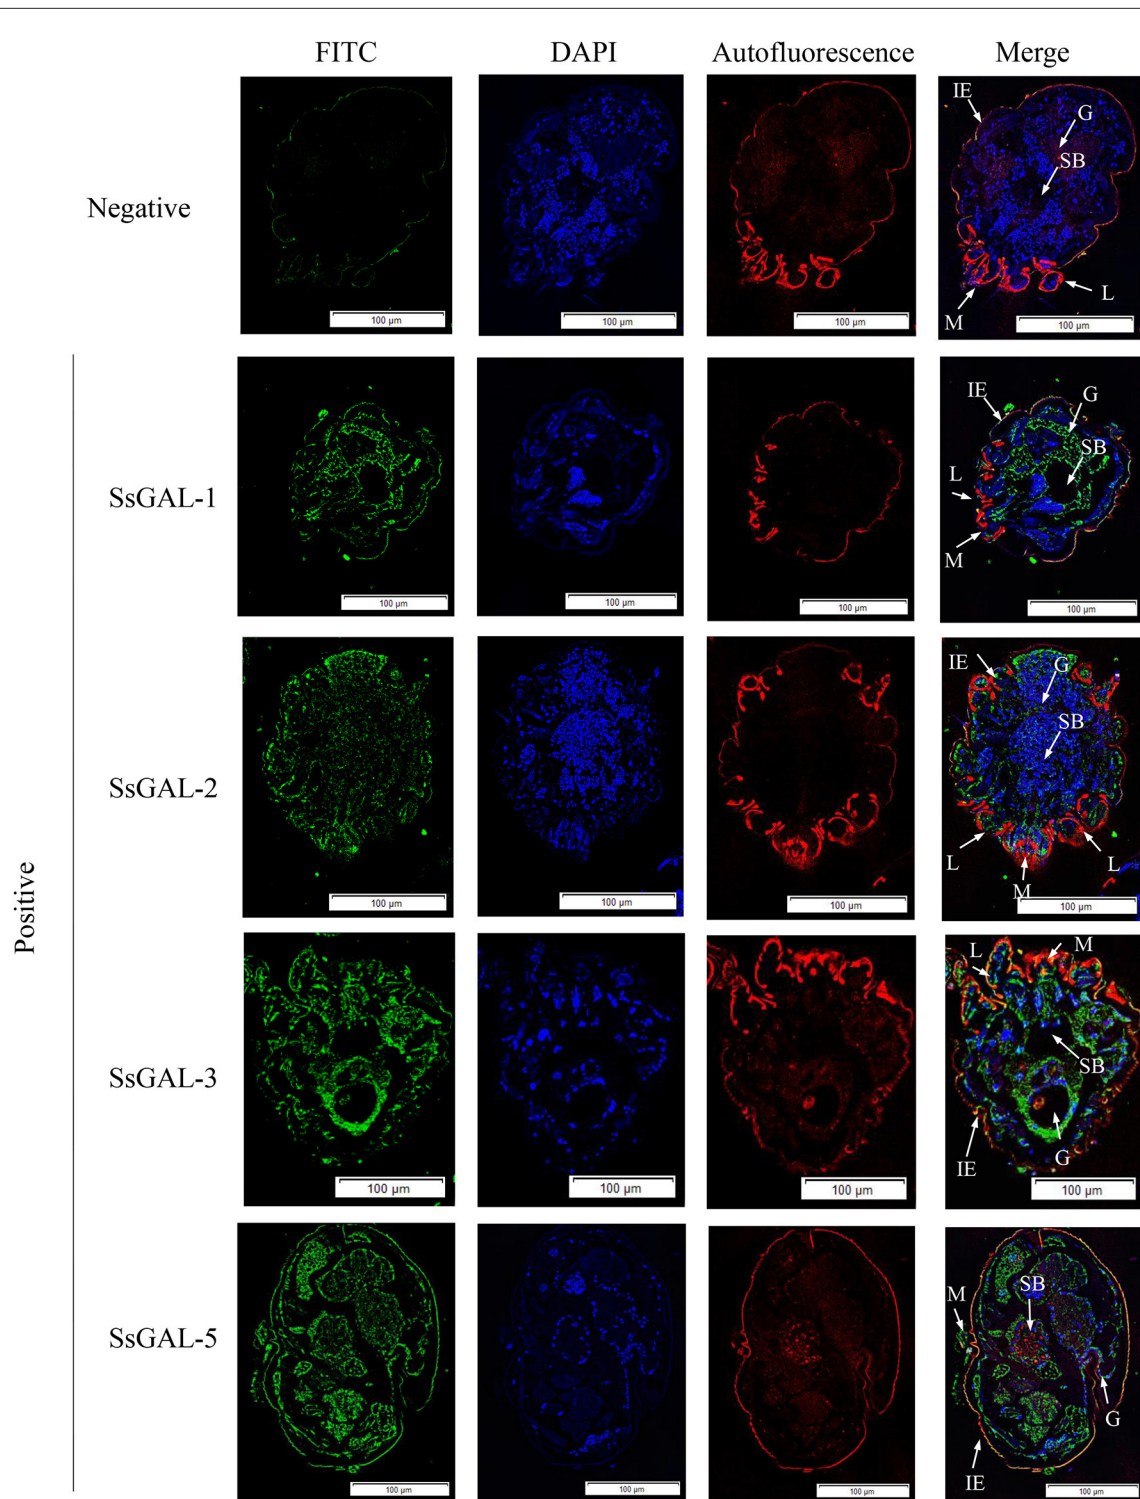 FITC DAPI Autofluorescence Merge
Negative
IE
G
SB
L
M
100 µm 100 µm 100 µm 100 µm
Positive
SsGAL-1
IE
G
SB
L
M
100 µm 100 µm 100 µm 100 µm
SsGAL-2
IE
G
SB
L
L
M
100 µm 100 µm 100 µm 100 µm
SsGAL-3
L
M
SB
IE
G
100 µm 100 µm 100 µm 100 µm
SsGAL-5
SB
M
G
IE
100 µm 100 µm 100 µm 100 µm